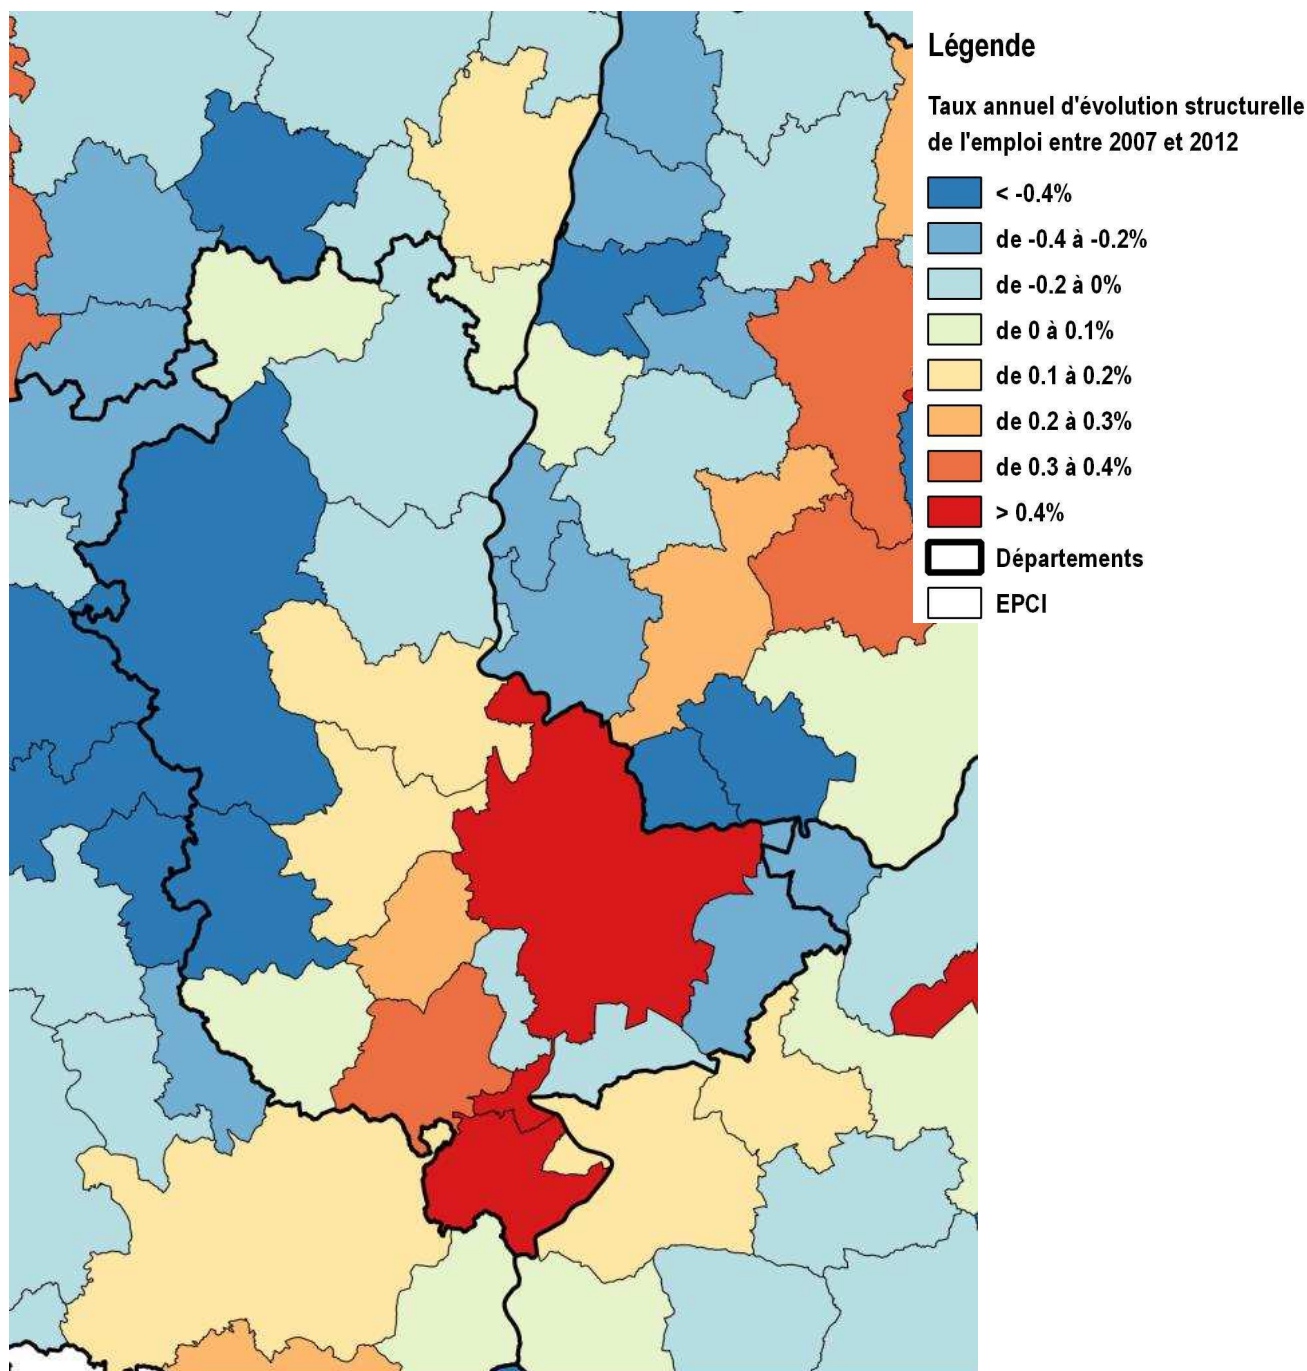 Légende
Taux annuel d'évolution structurelle
de l'emploi entre 2007 et 2012
< -0.4%
de -0.4 à -0.2%
de -0.2 à 0%
de 0 à 0.1%
de 0.1 à 0.2%
de 0.2 à 0.3%
de 0.3 à 0.4%
> 0.4%
Départements
EPCI